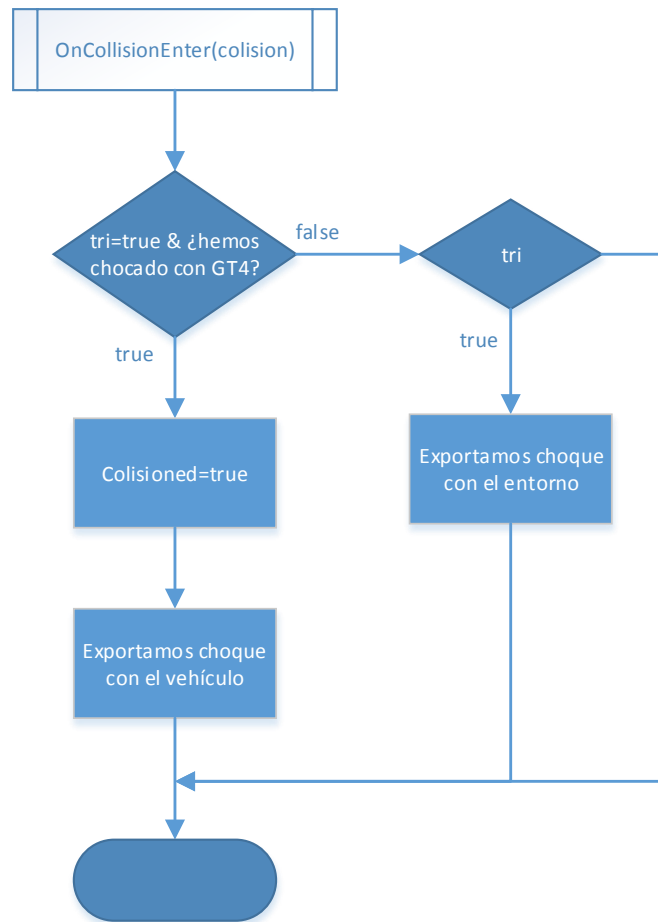 OnCollisionEnter(colision)
tri=true & ¿hemos
chocado con GT4?
false
tri
true
true
Colisioned=true
Exportamos choque
con el entorno
Exportamos choque
con el vehículo